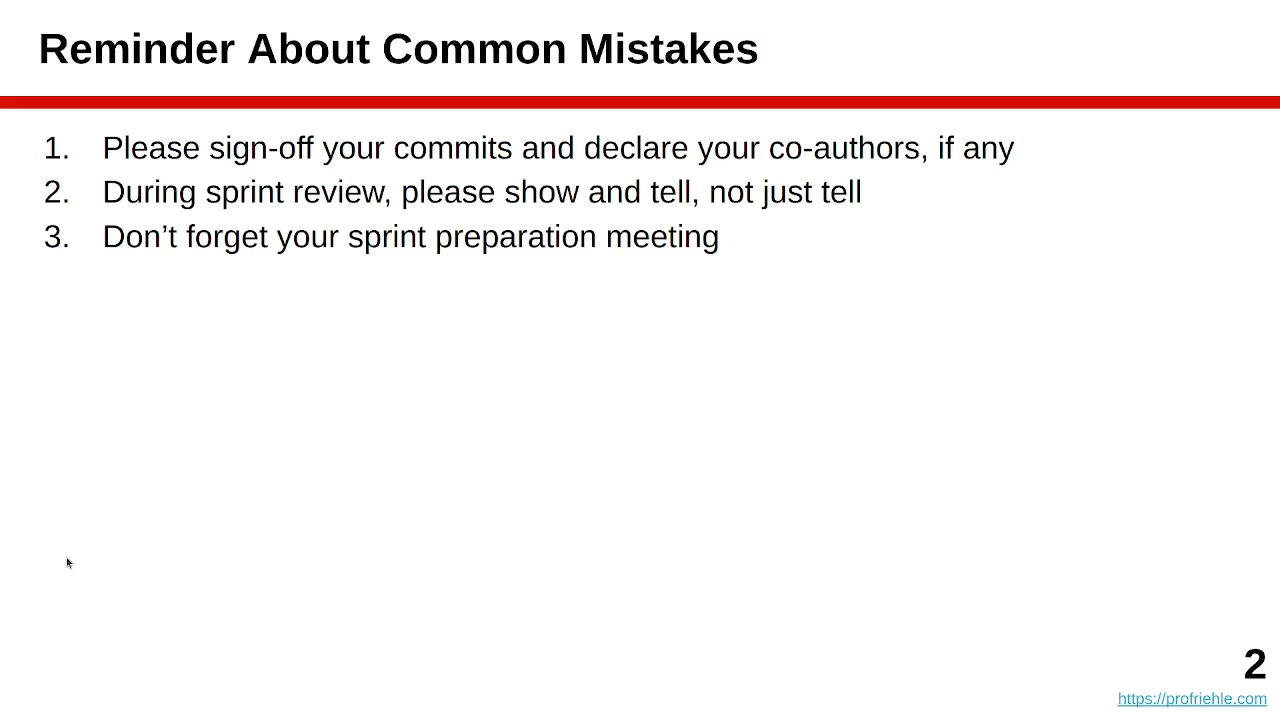 Reminder About Common Mistakes
1. Please sign-off your commits and declare your co-authors, if any
2. During sprint review, please show and tell, not just tell
3. Don’t forget your sprint preparation meeting
2
https://profriehle.com